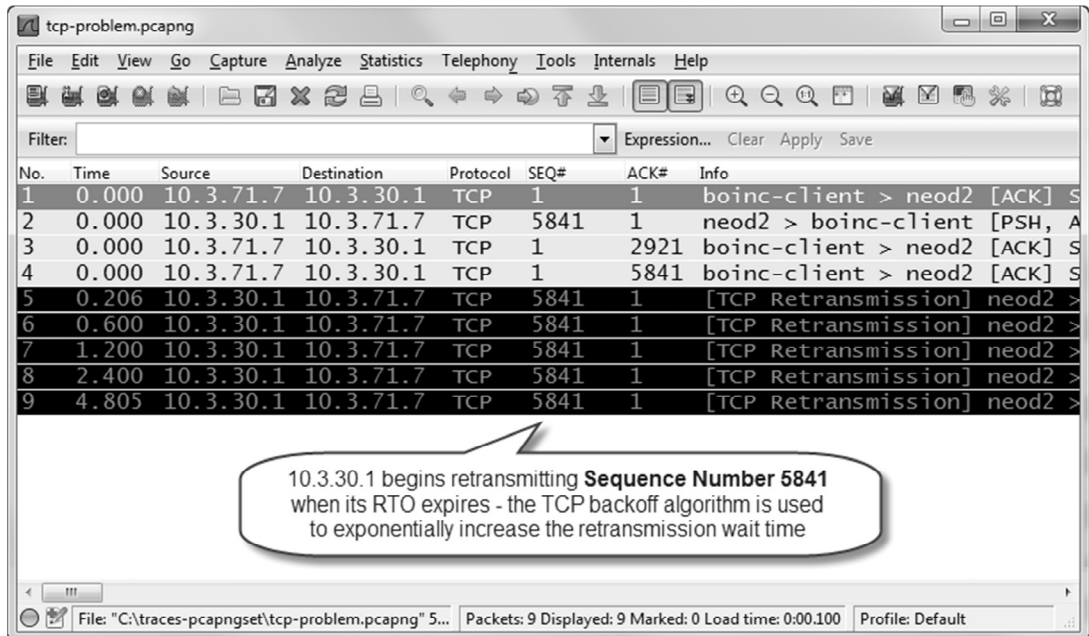 tcp-problem.pcapng
File Edit View Go Capture Analyze Statistics Telephony Tools Internals Help
Filter: Expression... Clear Apply Save
No. Time Source Destination Protocol SEQ# ACK# Info
1 0.000 10.3.71.7 10.3.30.1 TCP 1 1 boinc-client > neod2 [ACK] S
2 0.000 10.3.30.1 10.3.71.7 TCP 5841 1 neod2 > boinc-client [PSH, A
3 0.000 10.3.71.7 10.3.30.1 TCP 1 2921 boinc-client > neod2 [ACK] S
4 0.000 10.3.71.7 10.3.30.1 TCP 1 5841 boinc-client > neod2 [ACK] S
5 0.206 10.3.30.1 10.3.71.7 TCP 5841 1 [TCP Retransmission] neod2 >
6 0.600 10.3.30.1 10.3.71.7 TCP 5841 1 [TCP Retransmission] neod2 >
7 1.200 10.3.30.1 10.3.71.7 TCP 5841 1 [TCP Retransmission] neod2 >
8 2.400 10.3.30.1 10.3.71.7 TCP 5841 1 [TCP Retransmission] neod2 >
9 4.805 10.3.30.1 10.3.71.7 TCP 5841 1 [TCP Retransmission] neod2 >
10.3.30.1 begins retransmitting Sequence Number 5841
when its RTO expires - the TCP backoff algorithm is used
to exponentially increase the retransmission wait time
File: "C:\traces-pcapngset\tcp-problem.pcapng" 5... Packets: 9 Displayed: 9 Marked: 0 Load time: 0:00.100 Profile: Default